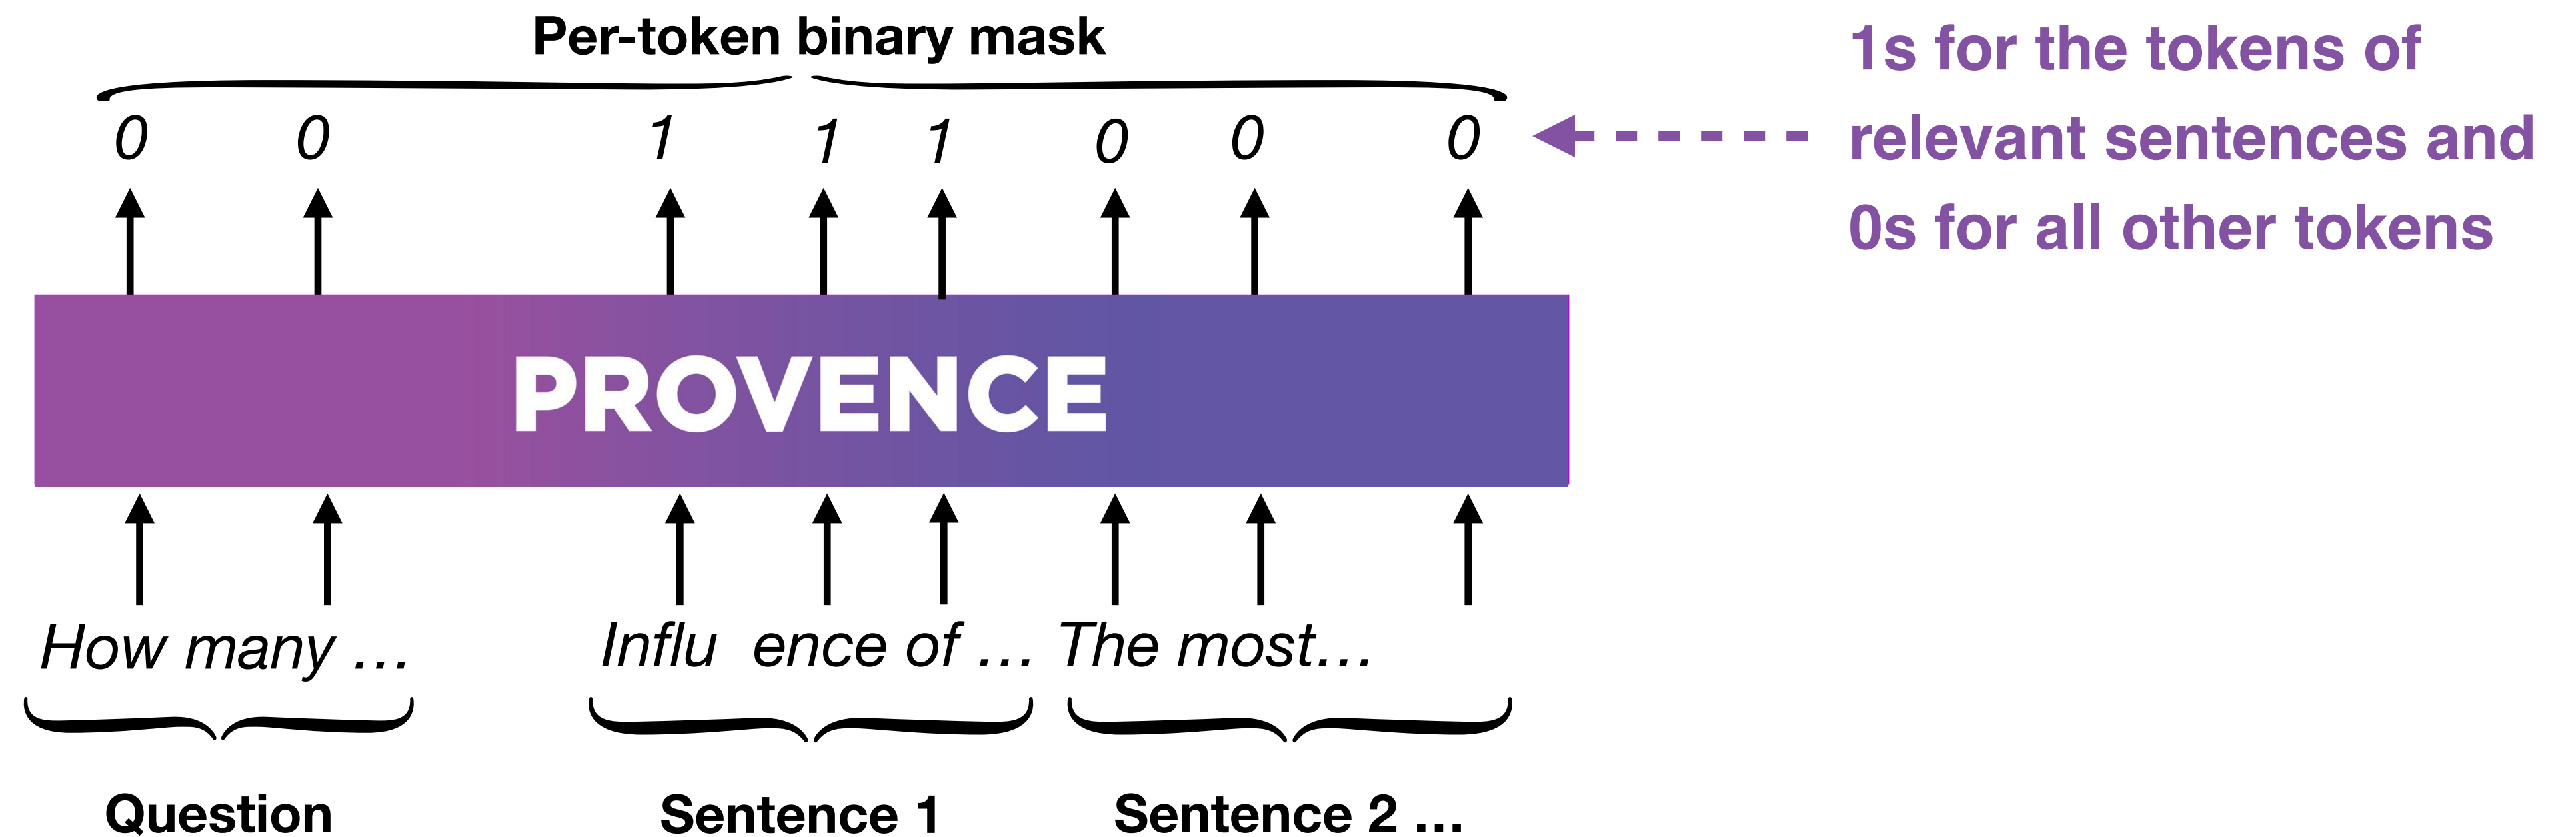 Per-token binary mask
1s for the tokens of
relevant sentences and
0s for all other tokens
0 0 1 1 1 0 0 0
PROVENCE
How many ... Influ ence of ... The most...
Question Sentence 1 Sentence 2 ...